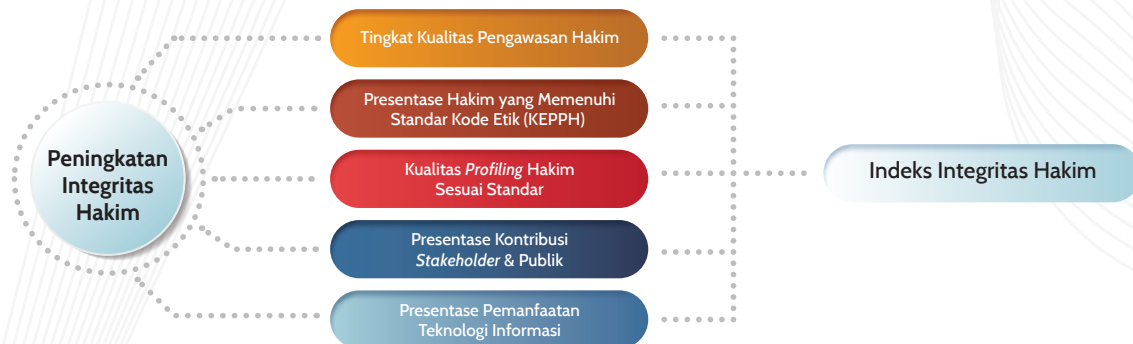 Peningkatan
Integritas
Hakim
Tingkat Kualitas Pengawasan Hakim
Presentase Hakim yang Memenuhi
Standar Kode Etik (KEPPH)
Kualitas Profiling Hakim
Sesuai Standar
Presentase Kontribusi
Stakeholder & Publik
Presentase Pemanfaatan
Teknologi Informasi
Indeks Integritas Hakim